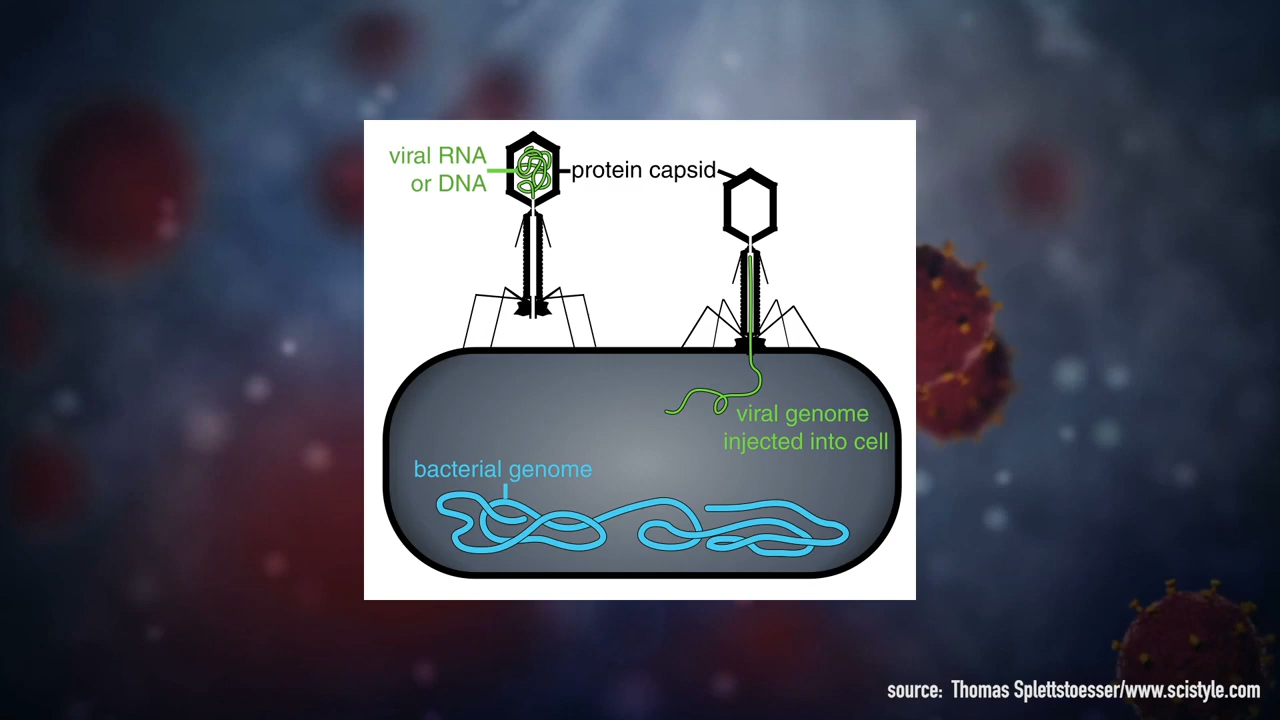 viral RNA
or DNA
protein capsid
viral genome
injected into cell
bacterial genome
source: Thomas Splettstoesser/www.scistyle.com